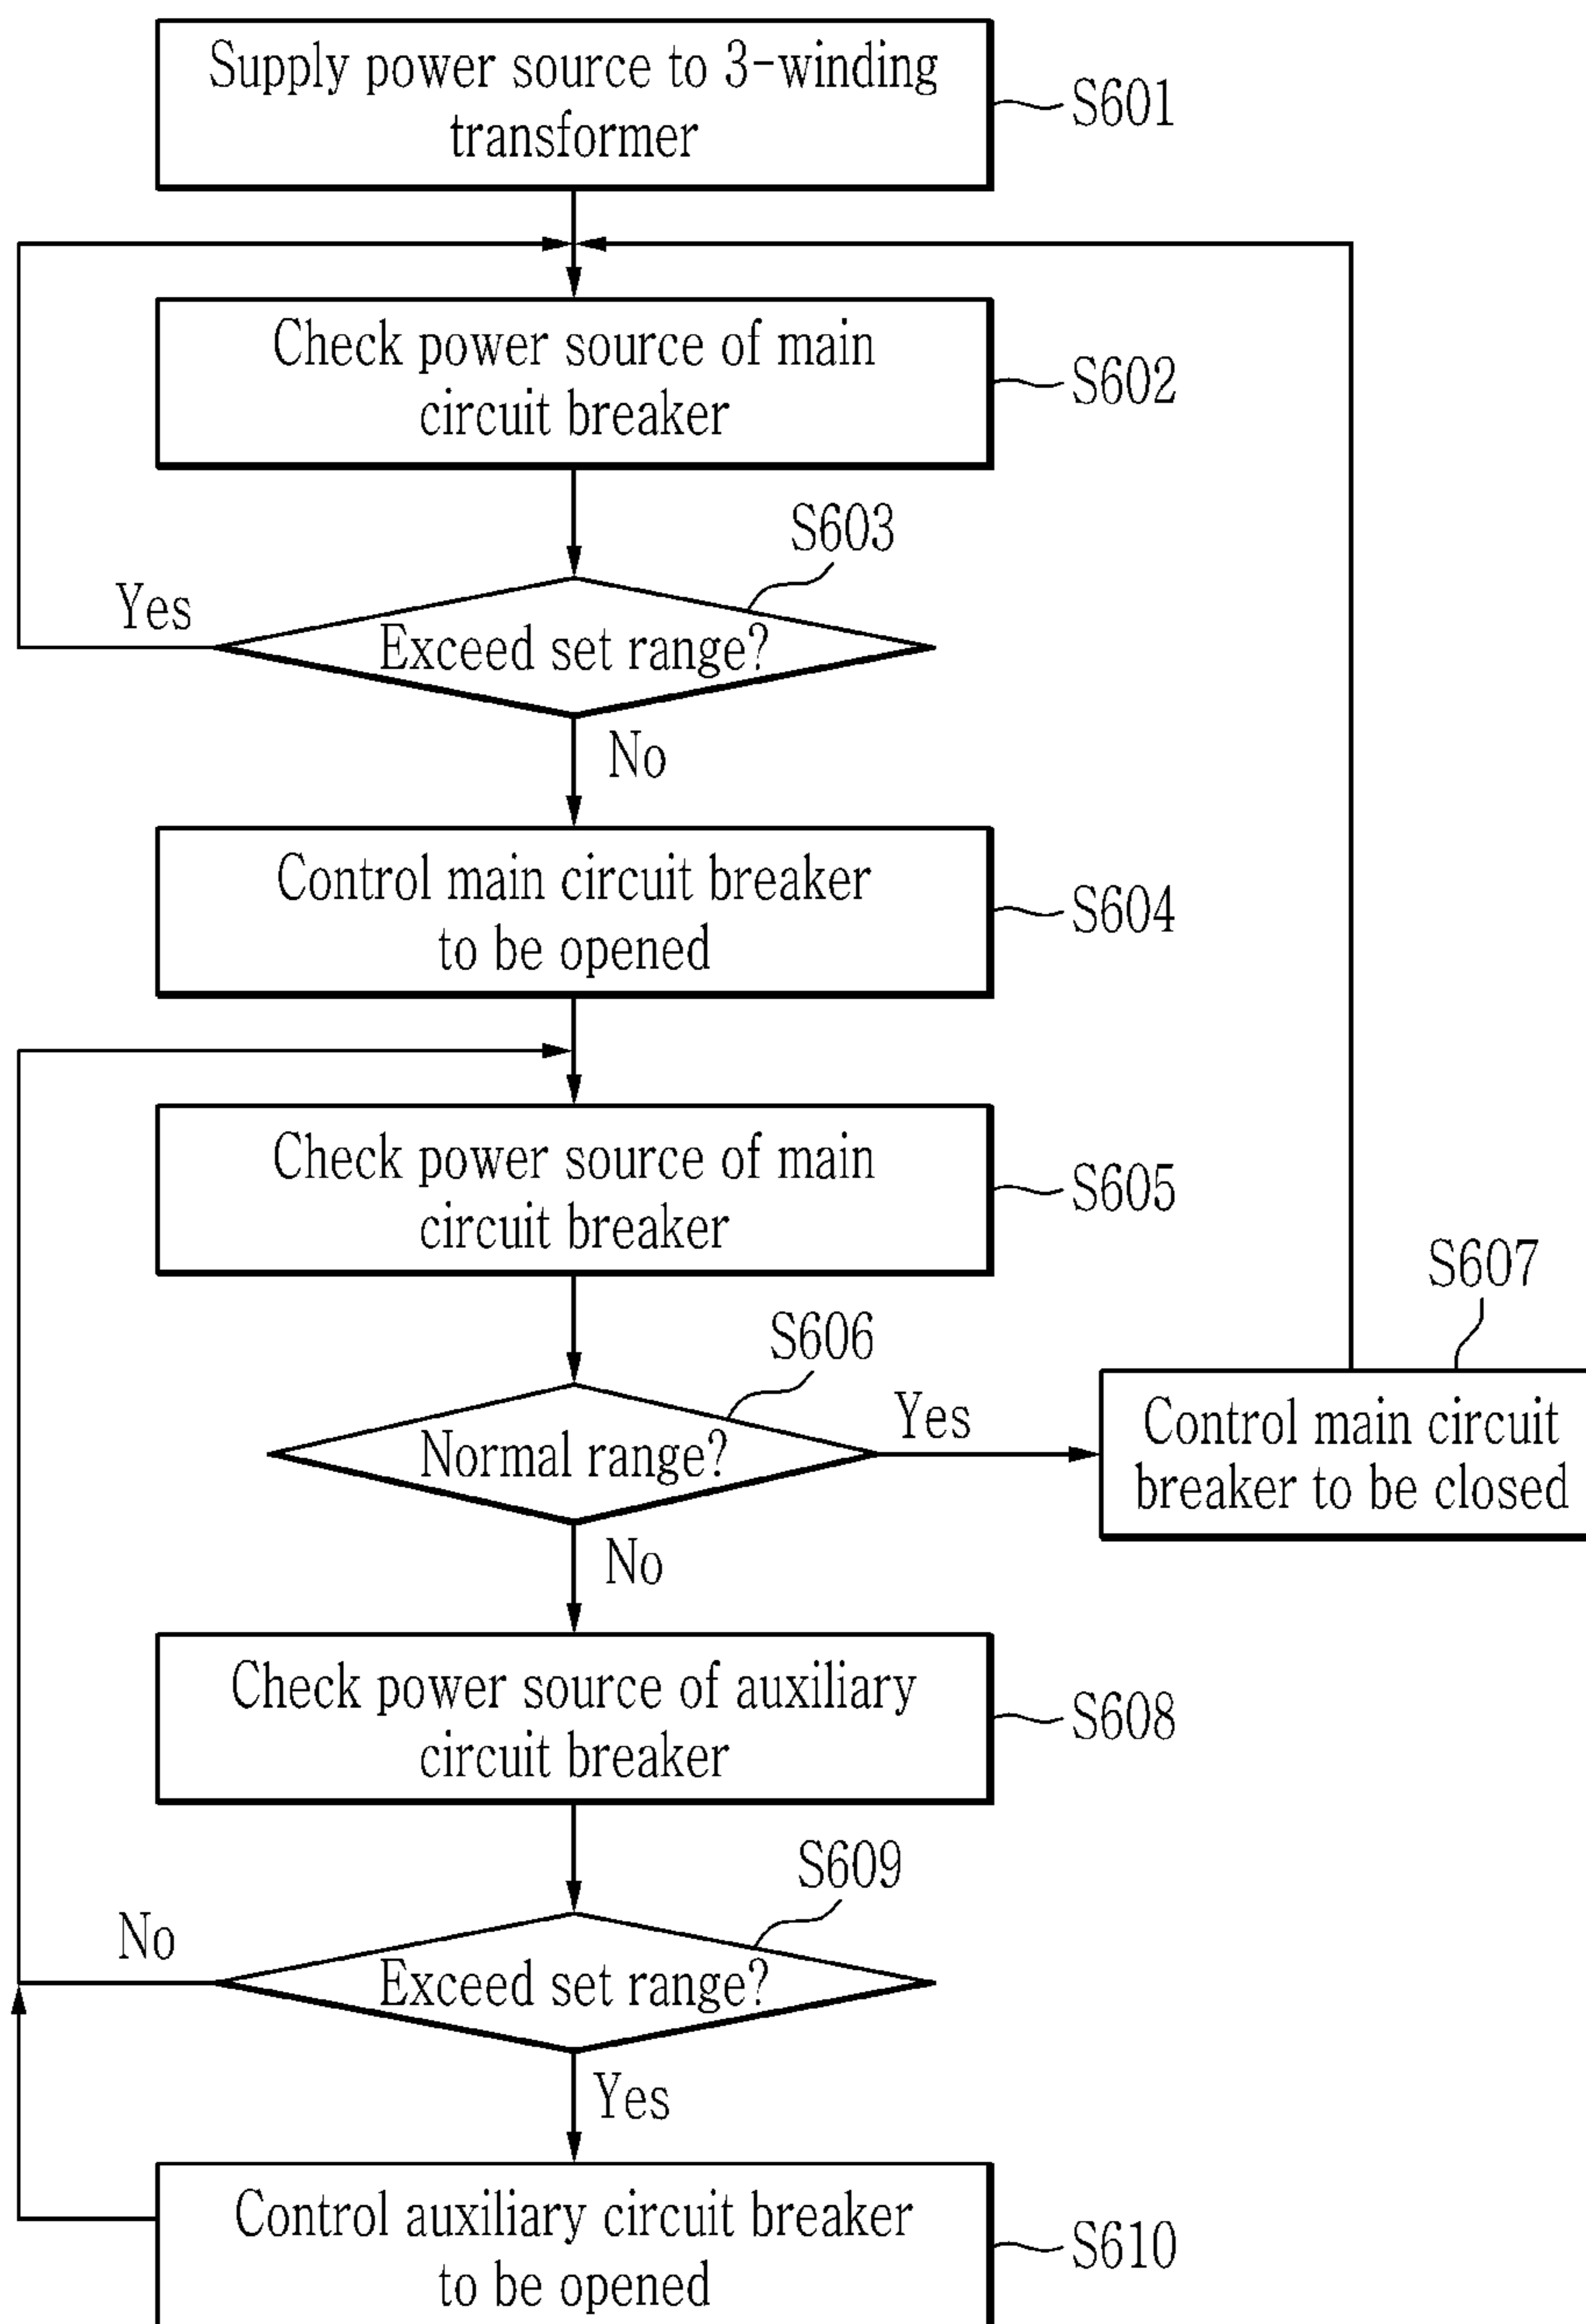 Supply power source to 3-winding
transformer
S601
Check power source of main
circuit breaker
S602
S603
Yes
Exceed set range?
No
Control main circuit breaker
to be opened
S604
Check power source of main
circuit breaker
S605
S607
S606
Yes
Normal range?
Control main circuit
breaker to be closed
No
Check power source of auxiliary
circuit breaker
S608
S609
No
Exceed set range?
Yes
Control auxiliary circuit breaker
to be opened
S610